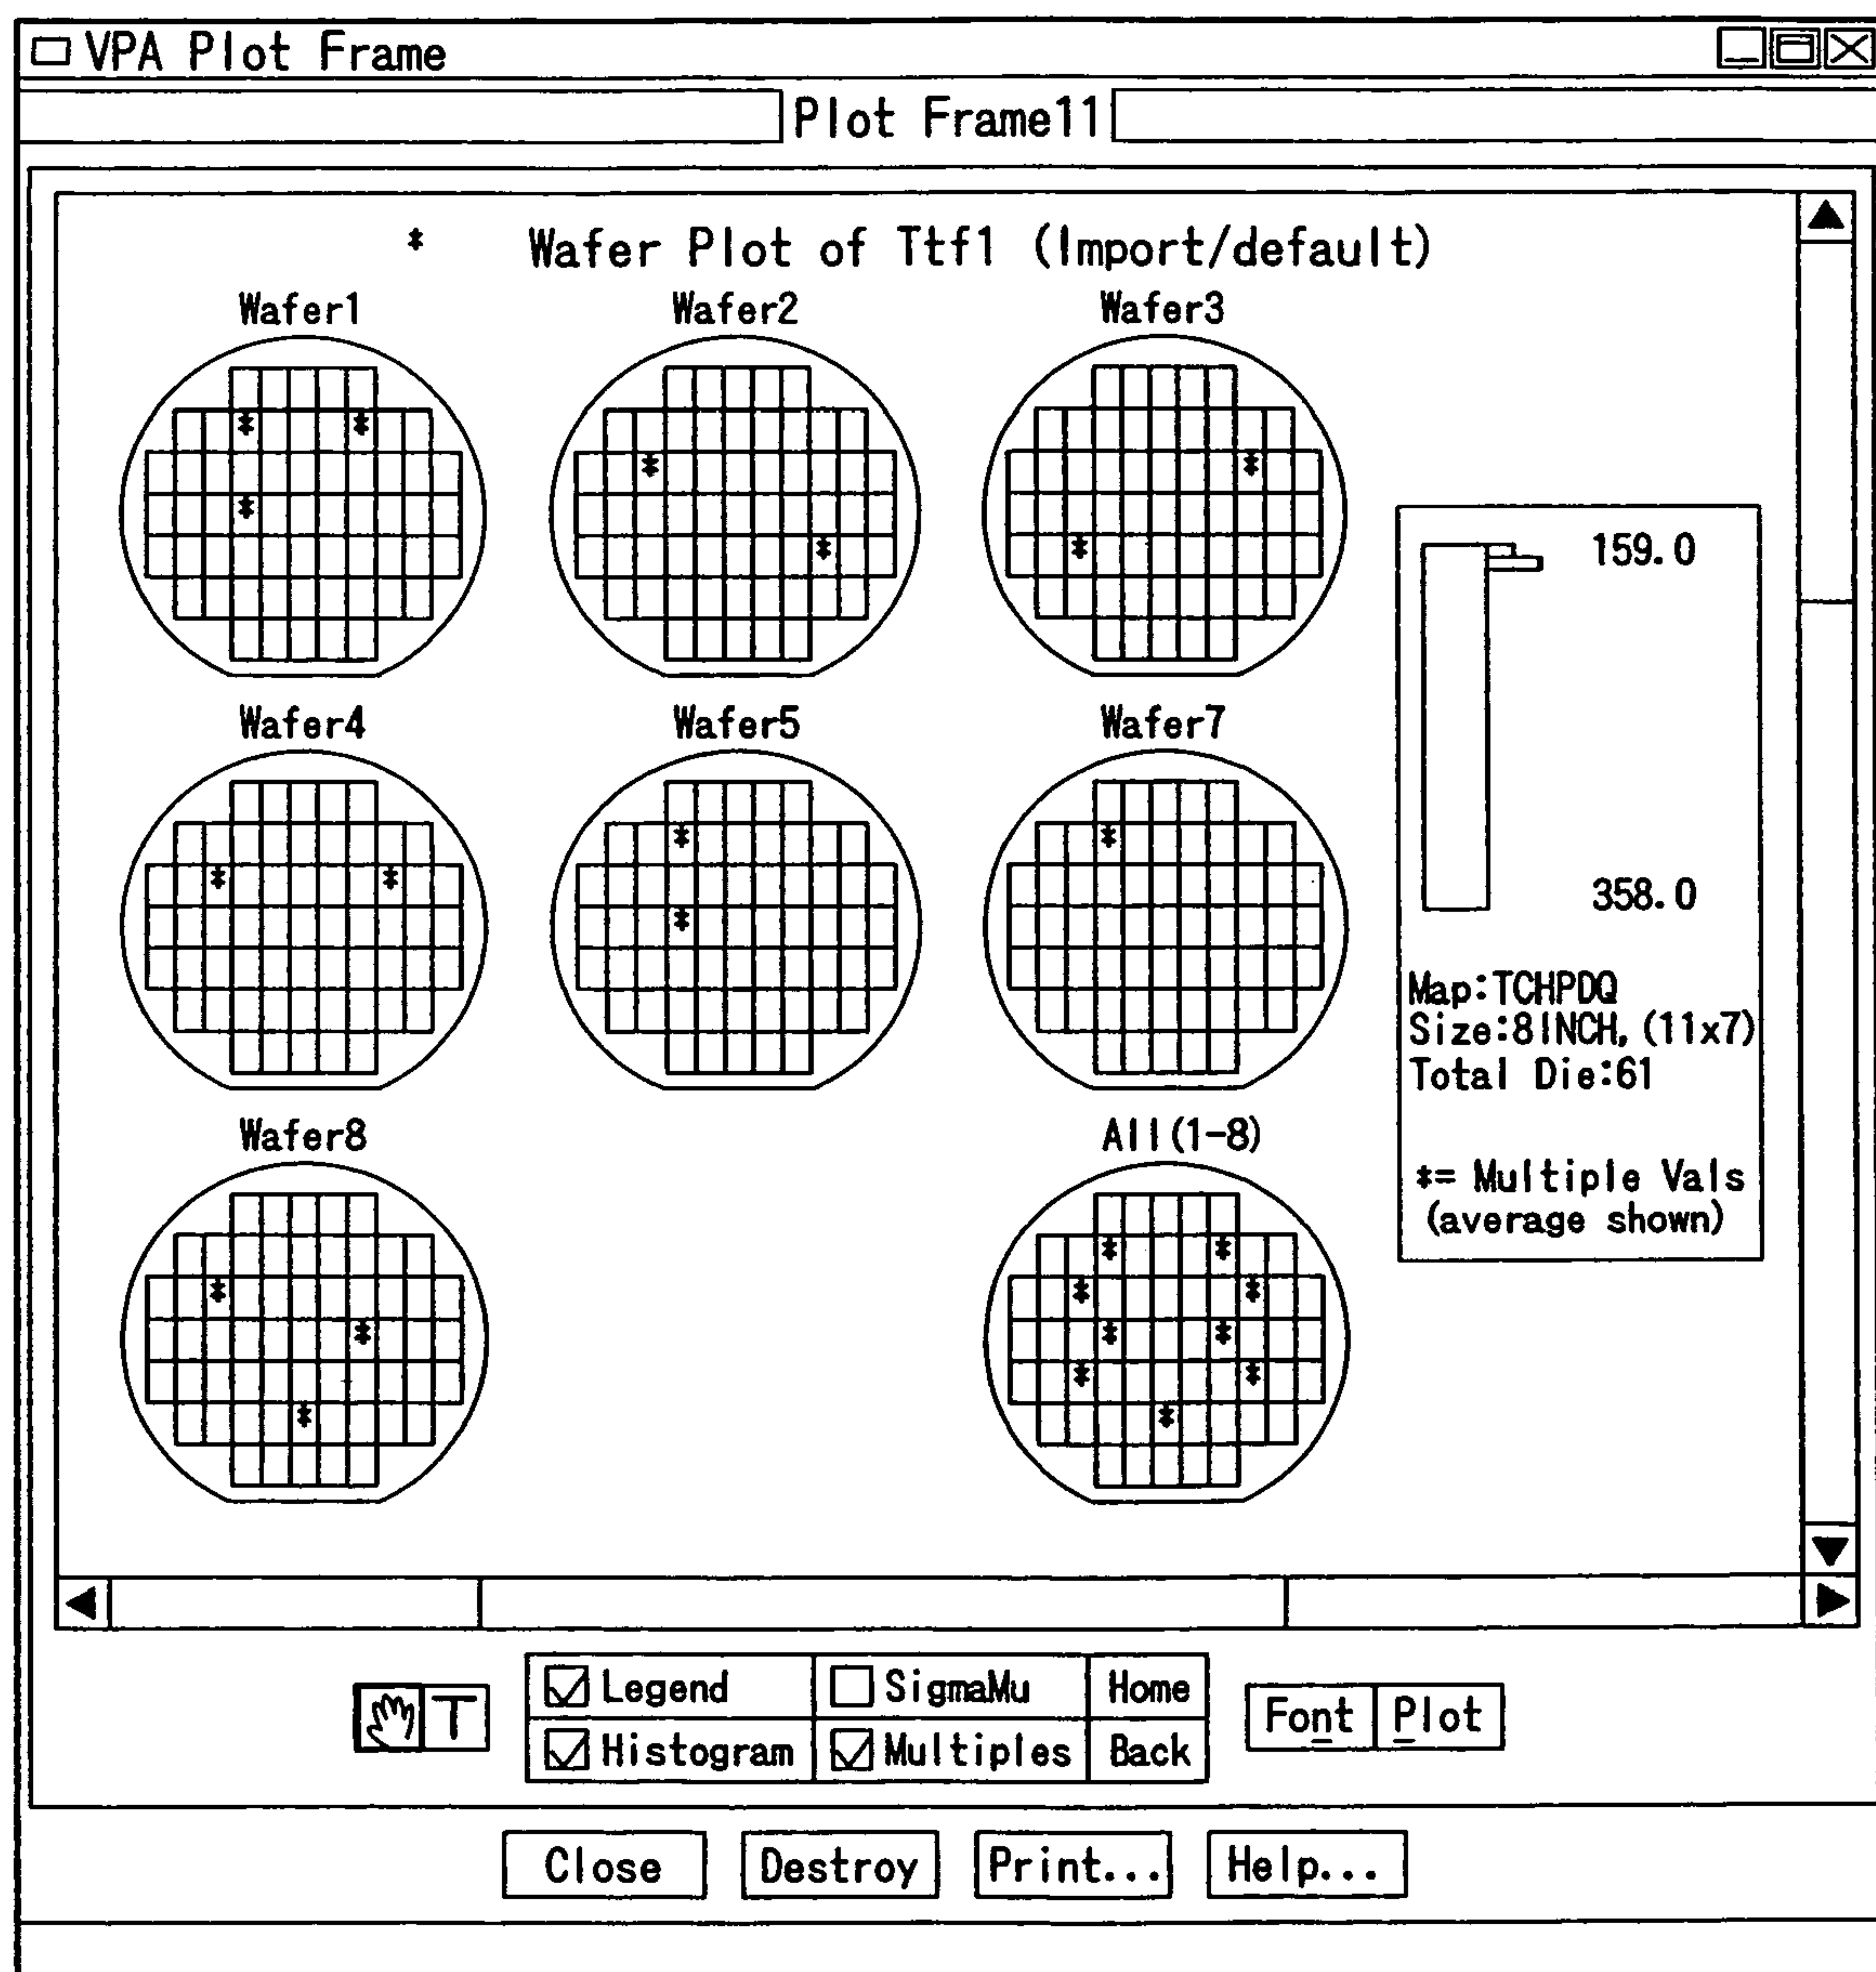 VPA Plot Frame
Plot Frame11
* Wafer Plot of Ttf1 (Import/default)
Wafer1 Wafer2 Wafer3
159.0
Wafer4 Wafer5 Wafer7
358.0
Map:TCHPDQ
Size:8INCH, (11x7)
Total Die:61
Wafer8 All(1-8)
*= Multiple Vals
(average shown)
T
Legend SigmaMu Home
Histogram Multiples Back
Font Plot
Close Destroy Print... Help...